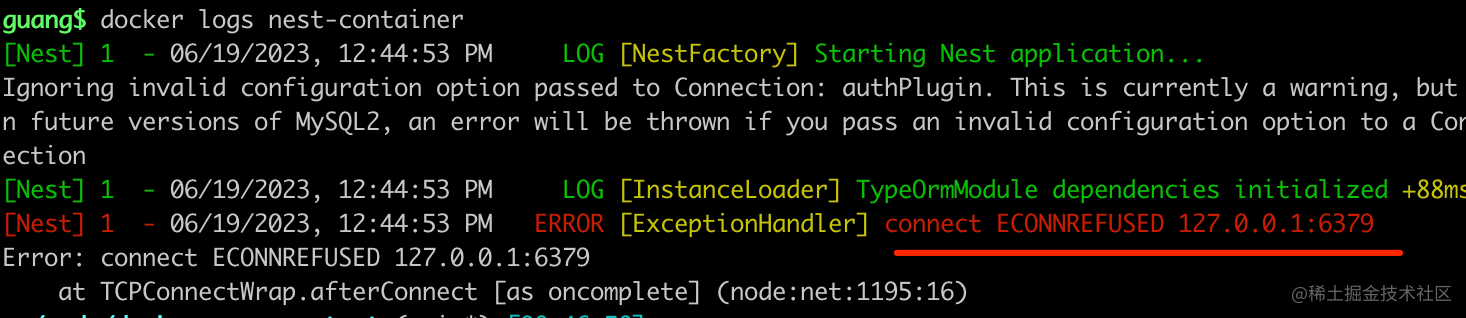 guang$ docker logs nest-container
[Nest] 1  - 06/19/2023, 12:44:53 PM     LOG [NestFactory] Starting Nest application...
Ignoring invalid configuration option passed to Connection: authPlugin. This is currently a warning, but
n future versions of MySQL2, an error will be thrown if you pass an invalid configuration option to a Con
ection
[Nest] 1  - 06/19/2023, 12:44:53 PM     LOG [InstanceLoader] TypeOrmModule dependencies initialized +88ms
[Nest] 1  - 06/19/2023, 12:44:53 PM   ERROR [ExceptionHandler] connect ECONNREFUSED 127.0.0.1:6379
Error: connect ECONNREFUSED 127.0.0.1:6379
    at TCPConnectWrap.afterConnect [as oncomplete] (node:net:1195:16)
@稀土掘金技术社区